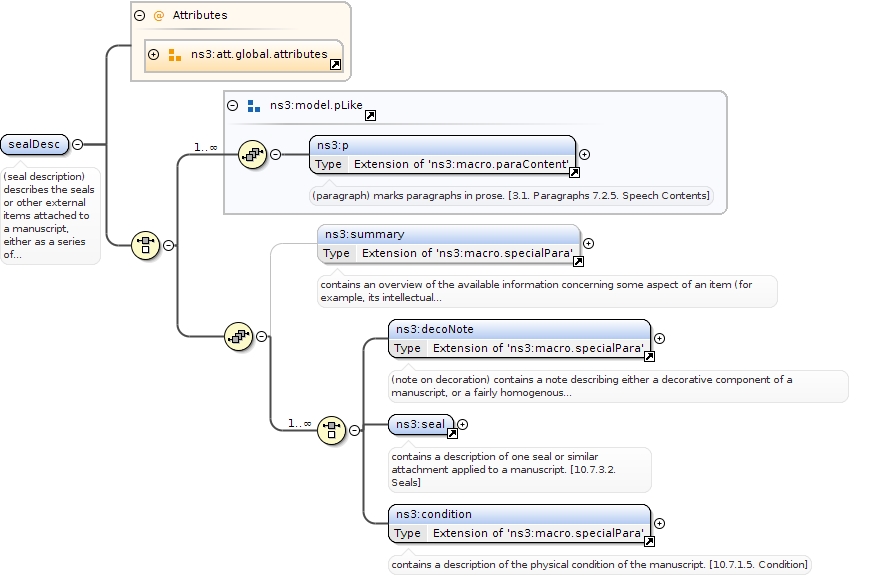 Attributes
ns3:att.global.attributes
ns3:model.pLike
sealDesc
1..∞
ns3:p
Type Extension of 'ns3:macro.paraContent'
(seal description)
describes the seals
or other external
items attached to
a manuscript,
either as a series
of...
(paragraph) marks paragraphs in prose. [3.1. Paragraphs 7.2.5. Speech Contents]
ns3:summary
Type Extension of 'ns3:macro.specialPara'
contains an overview of the available information concerning some aspect of an item (for
example, its intellectual...
ns3:decoNote
Type Extension of 'ns3:macro.specialPara'
(note on decoration) contains a note describing either a decorative component of a
manuscript, or a fairly homogenous...
1..∞
ns3:seal
contains a description of one seal or similar
attachment applied to a manuscript. [10.7.3.2.
Seals]
ns3:condition
Type Extension of 'ns3:macro.specialPara'
contains a description of the physical condition of the manuscript. [10.7.1.5. Condition]